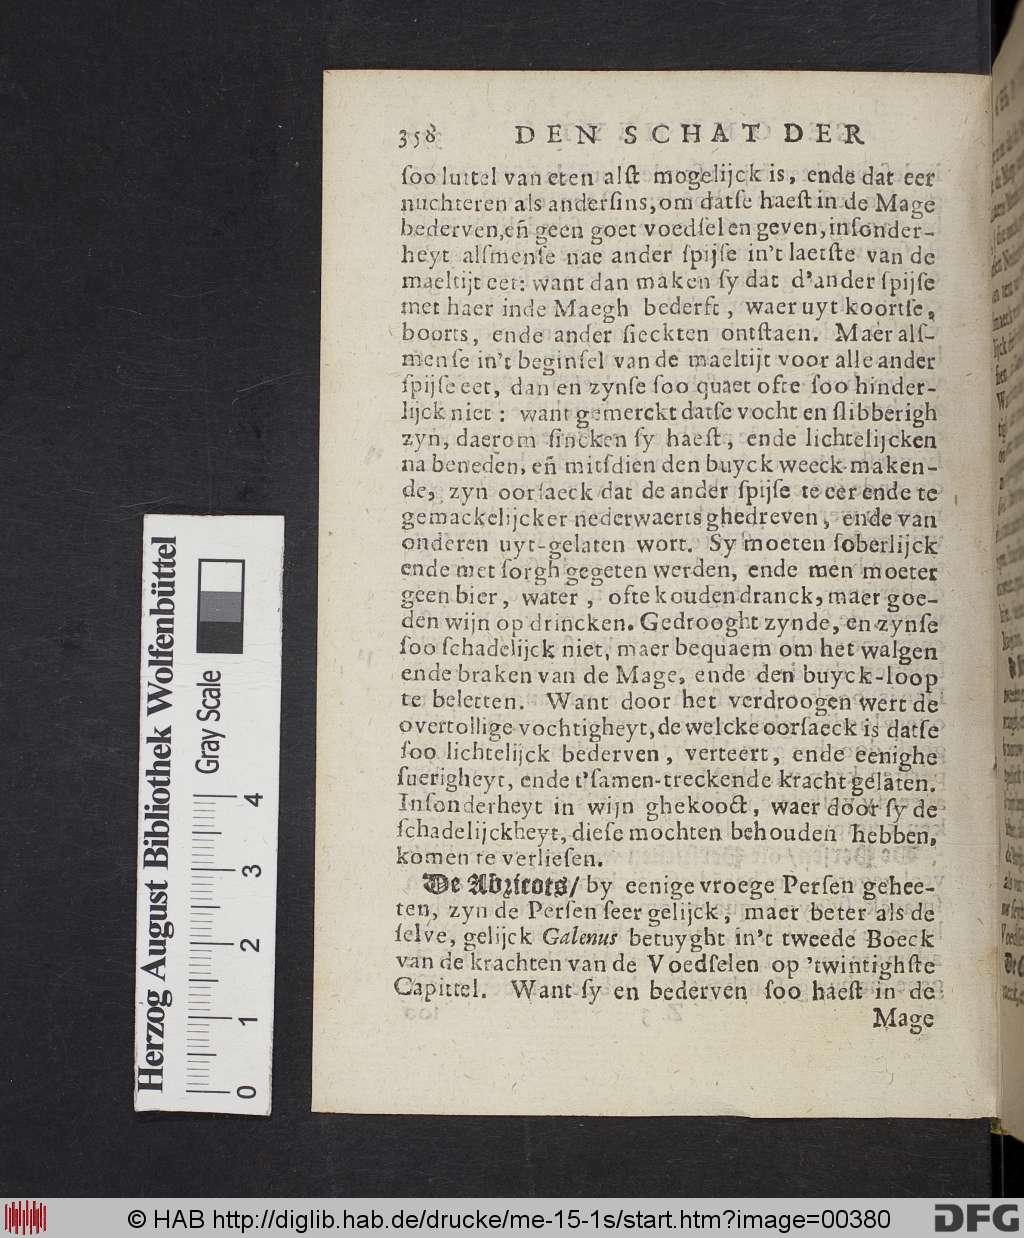 358 DEN SCHAT DER
ſoo luttel van eten alſt mogelijck is, ende dat eer
nuchteren als anderſins, om datſe haeſt in de Mage
bederven, eñ geen goet voedſel en geven, inſonder-
heyt alſmenſe nae ander ſpijſe in't laetſte van de
maeltijt eet: want dan maken ſy dat d'ander ſpijſe
met haer inde Maegh bederft, waer uyt koortſe,
boorts, ende ander ſieckten ontſtaen. Maer alſ-
menſe in't beginſel van de maeltijt voor alle ander
ſpijſe eet, dan en zynſe ſoo quaet ofte ſoo hinder-
lijck niet: want gemerckt datſe vocht en ſlibberigh
zyn, daerom ſincken ſy haeſt, ende lichtelijcken
na beneden, eñ mitſdien den buyck weeck maken-
de, zyn oorſaeck dat de ander ſpijſe te eer ende te
gemackelijcker nederwaerts ghedreven, ende van
onderen uyt-gelaten wort. Sy moeten ſoberlijck
ende met ſorgh gegeten werden, ende men moeter
geen bier, water, ofte kouden dranck, maer goe-
den wijn op drincken. Gedrooght zynde, en zynſe
ſoo ſchadelijck niet, maer bequaem om het walgen
ende braken van de Mage, ende den buyck-loop
te beletten. Want door het verdroogen wert de
overtollige vochtigheyt, de welcke oorſaeck is datſe
ſoo lichtelijck bederven, verteert, ende eenighe
ſuerigheyt, ende t'ſamen-treckende kracht gelaten.
Inſonderheyt in wijn ghekooct, waer door ſy de
ſchadelijckheyt, dieſe mochten behouden hebben,
komen te verlieſen.
De Abricots/ by eenige vroege Perſen gehee-
ten, zyn de Perſen ſeer gelijck, maer beter als de
ſelve, gelijck Galenus betuyght in't tweede Boeck
van de krachten van de Voedſelen op 'twintighſte
Capittel. Want ſy en bederven ſoo haeſt in de
Mage
Herzog August Bibliothek Wolfenbüttel
Gray Scale
0 1 2 3 4
© HAB http://diglib.hab.de/drucke/me-15-1s/start.htm?image=00380
DFG